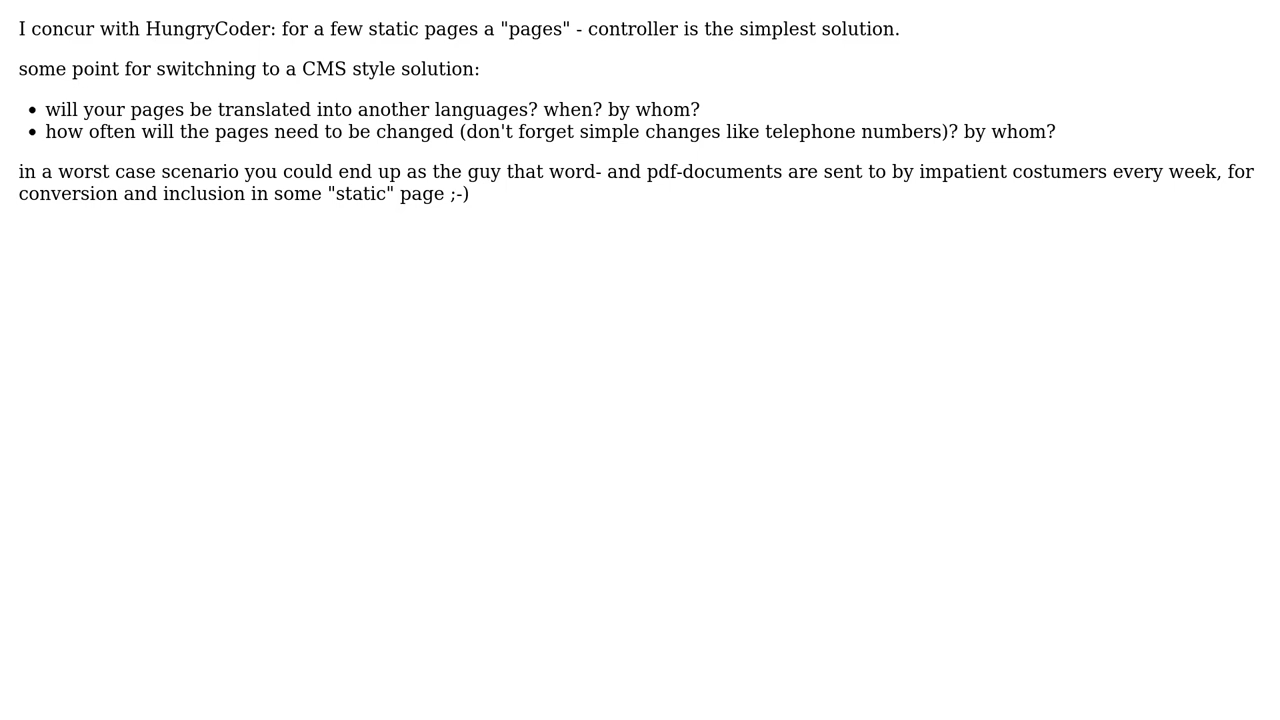 I concur with HungryCoder: for a few static pages a "pages" - controller is the simplest solution.
some point for switchning to a CMS style solution:
• will your pages be translated into another languages? when? by whom?
• how often will the pages need to be changed (don't forget simple changes like telephone numbers)? by whom?
in a worst case scenario you could end up as the guy that word- and pdf-documents are sent to by impatient costumers every week, for
conversion and inclusion in some "static" page ;-)